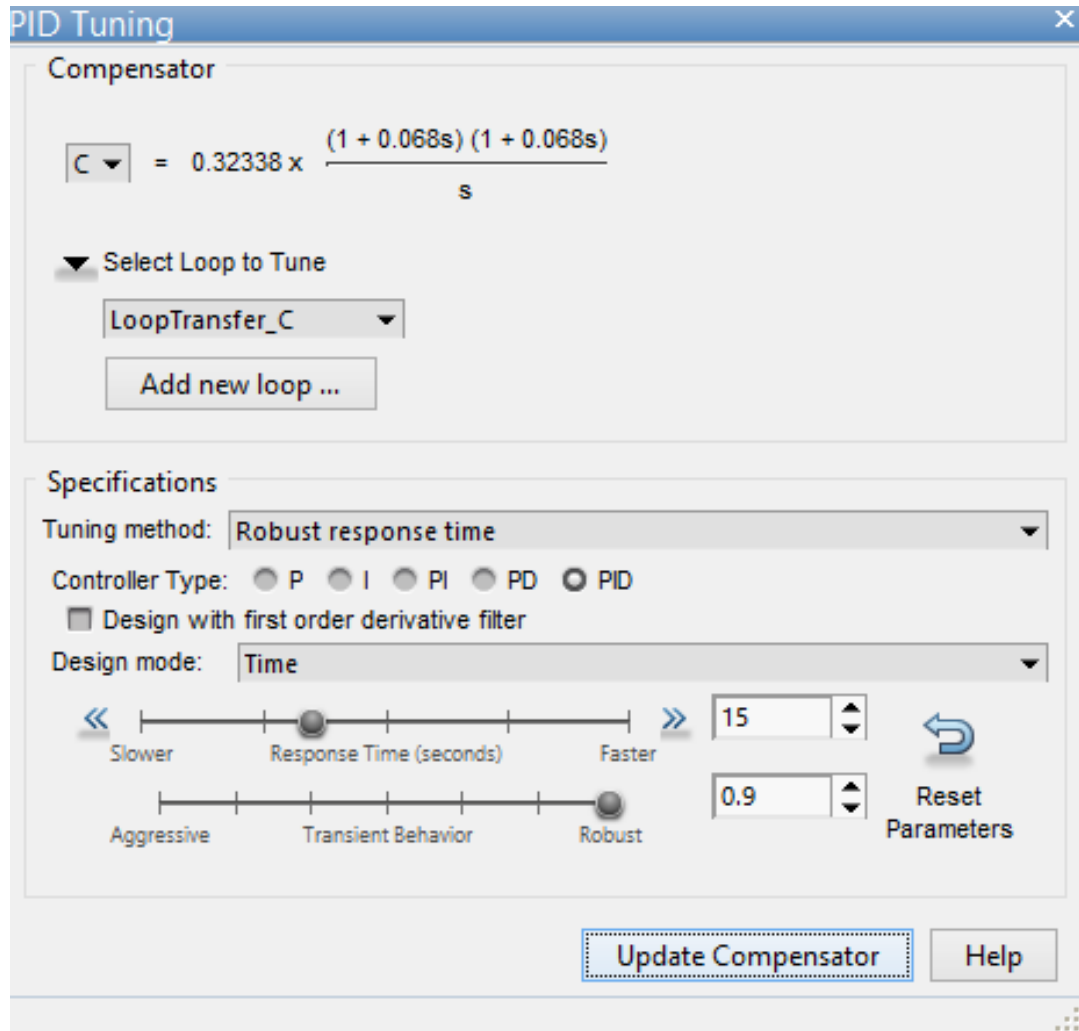 PID Tuning
Compensator
(1 + 0.068s) (1 + 0.068s)
C = 0.32338 x
s
Select Loop to Tune
LoopTransfer_C
Add new loop ...
Specifications
Tuning method: Robust response time
Controller Type: P I PI PD PID
Design with first order derivative filter
Design mode: Time
15
Slower Response Time (seconds) Faster
0.9 Reset
Aggressive Transient Behavior Robust Parameters
Update Compensator Help